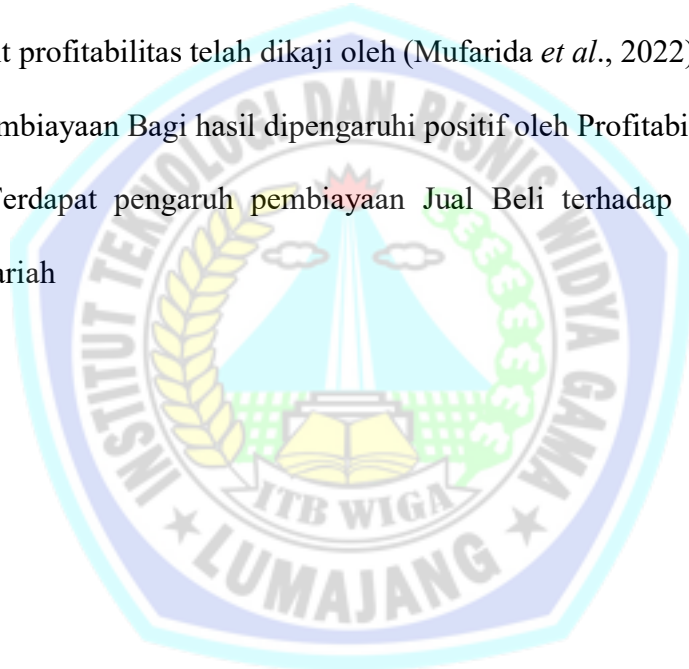 t profitabilitas telah dikaji oleh (Mufarida et al., 2022)
mbiayaan Bagi hasil dipengaruhi positif oleh Profitabi
erdapat pengaruh pembiayaan Jual Beli terhadap
ariah
INSTITUT TEKNOLOGI DAN BISNIS WIDYA GAMA
ITB WIGA
LUMAJANG